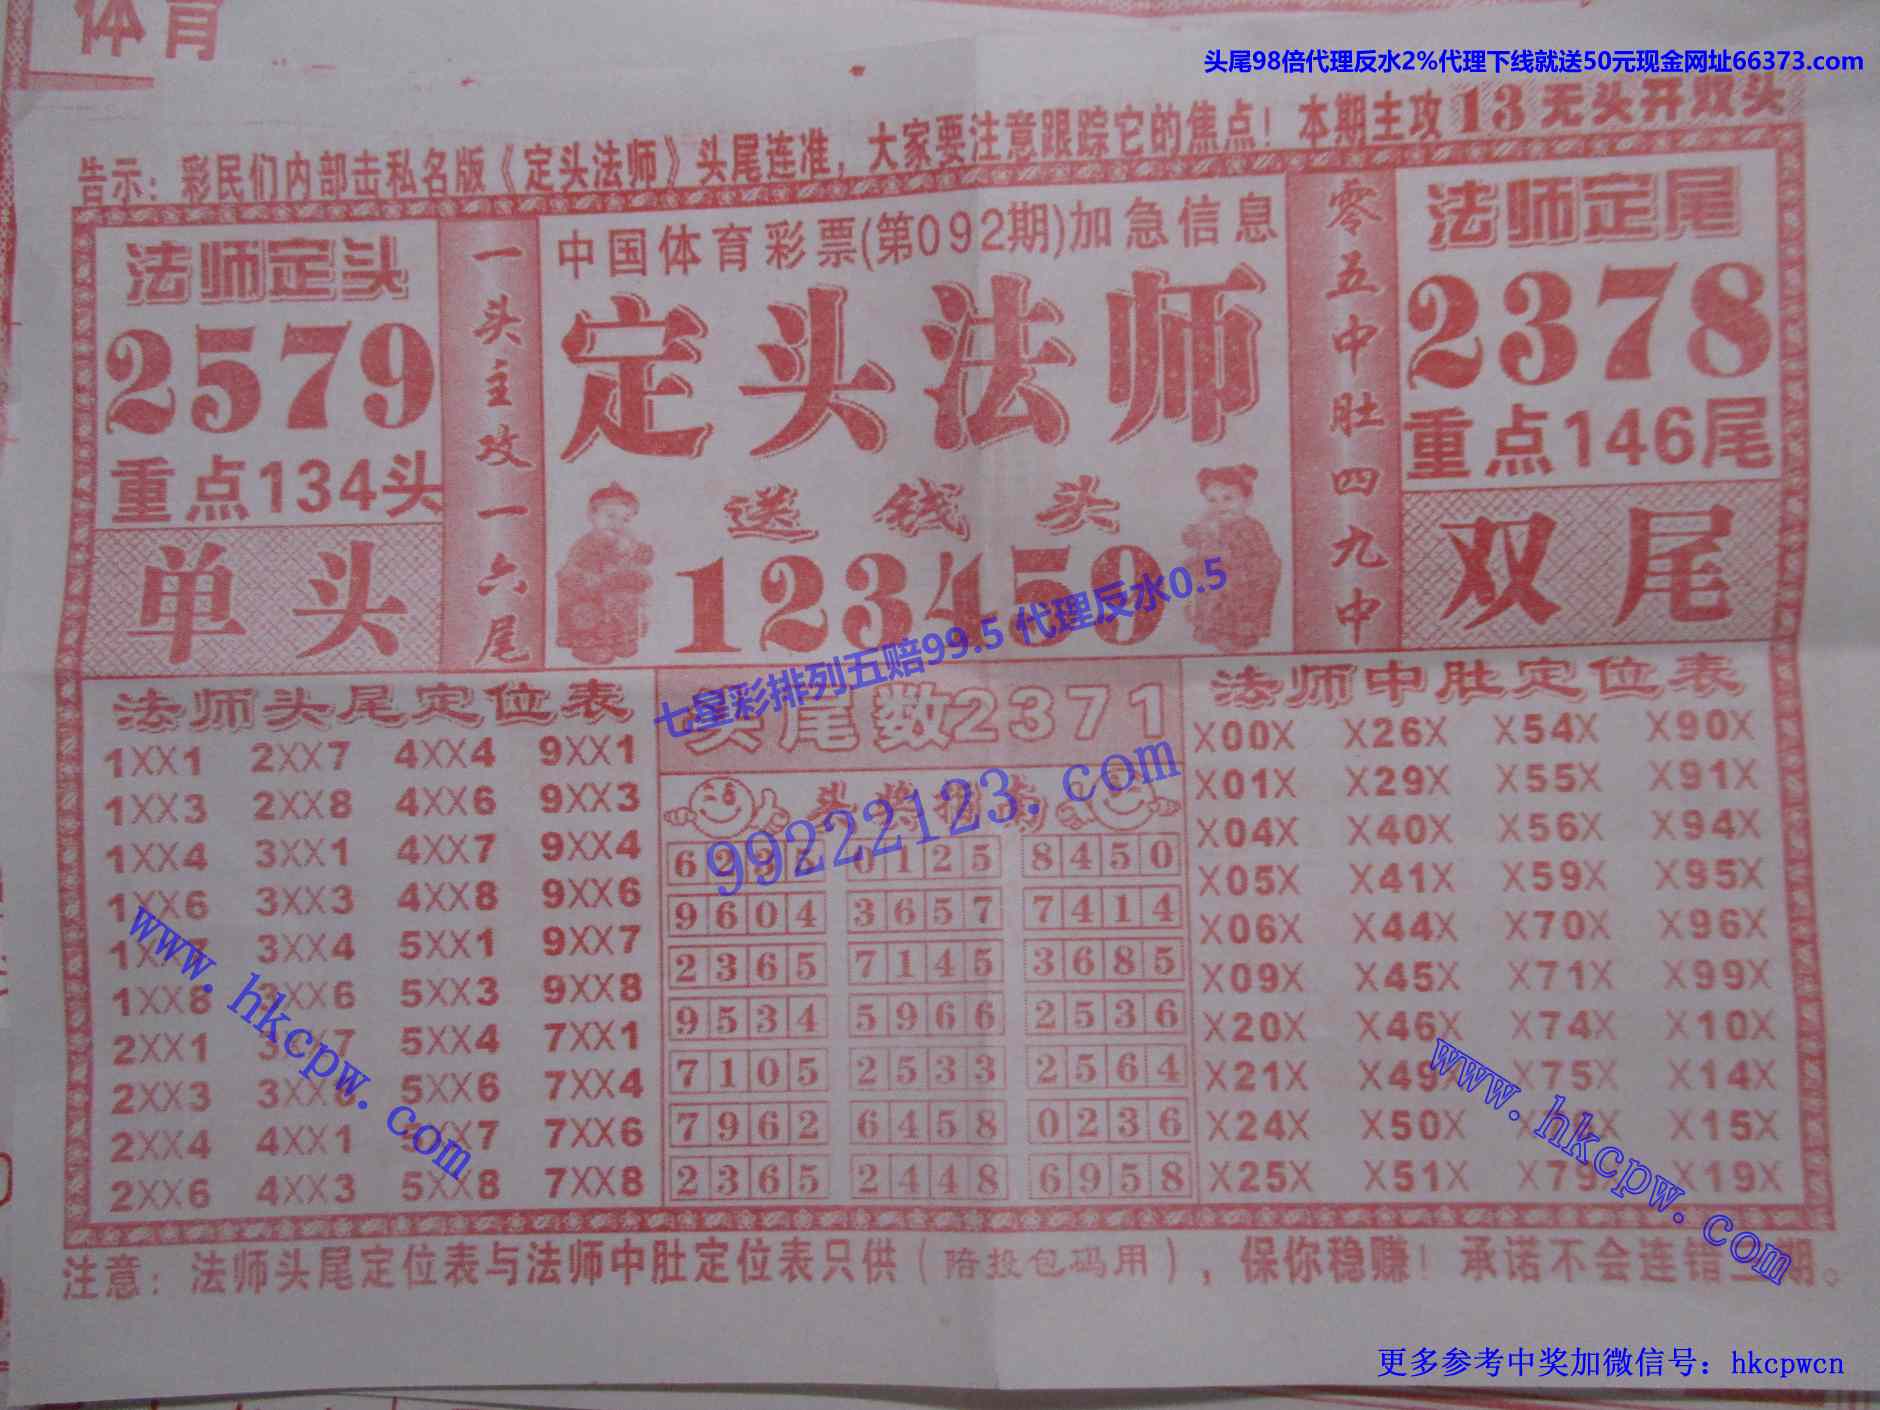 体育
头尾98倍代理反水2%代理下线就送50元现金网址66373.com
告示：彩民们内部击私名版《定头法师》头尾连准，大家要注意跟踪它的焦点！本期主攻13无头开双头
法师定头
2579
重点134头
单头
一头主攻一六尾
中国体育彩票(第092期)加急信息
定头法师
送钱头
123459
零五中肚四九中
法师定尾
2378
重点146尾
双尾
七星彩排列五赔99.5 代理反水0.5
99222123.com
法师头尾定位表
1XX1 2XX7 4XX4 9XX1
1XX3 2XX8 4XX6 9XX3
1XX4 3XX1 4XX7 9XX4
1XX6 3XX3 4XX8 9XX6
1XX7 3XX4 5XX1 9XX7
1XX8 3XX6 5XX3 9XX8
2XX1 3XX7 5XX4 7XX1
2XX3 3XX8 5XX6 7XX4
2XX4 4XX1 5XX7 7XX6
2XX6 4XX3 5XX8 7XX8
头尾数2371
6235 0125 8450
9604 3657 7414
2365 7145 3685
9534 5966 2536
7105 2533 2564
7962 6458 0236
2365 2448 6958
法师中肚定位表
X00X X26X X54X X90X
X01X X29X X55X X91X
X04X X40X X56X X94X
X05X X41X X59X X95X
X06X X44X X70X X96X
X09X X45X X71X X99X
X20X X46X X74X X10X
X21X X49X X75X X14X
X24X X50X X15X
X25X X51X X79X X19X
www.hkcpw.com
www.hkcpw.com
注意：法师头尾定位表与法师中肚定位表只供（陪投包码用），保你稳赚！承诺不会连错二期。
更多参考中奖加微信号：hkcpwcn